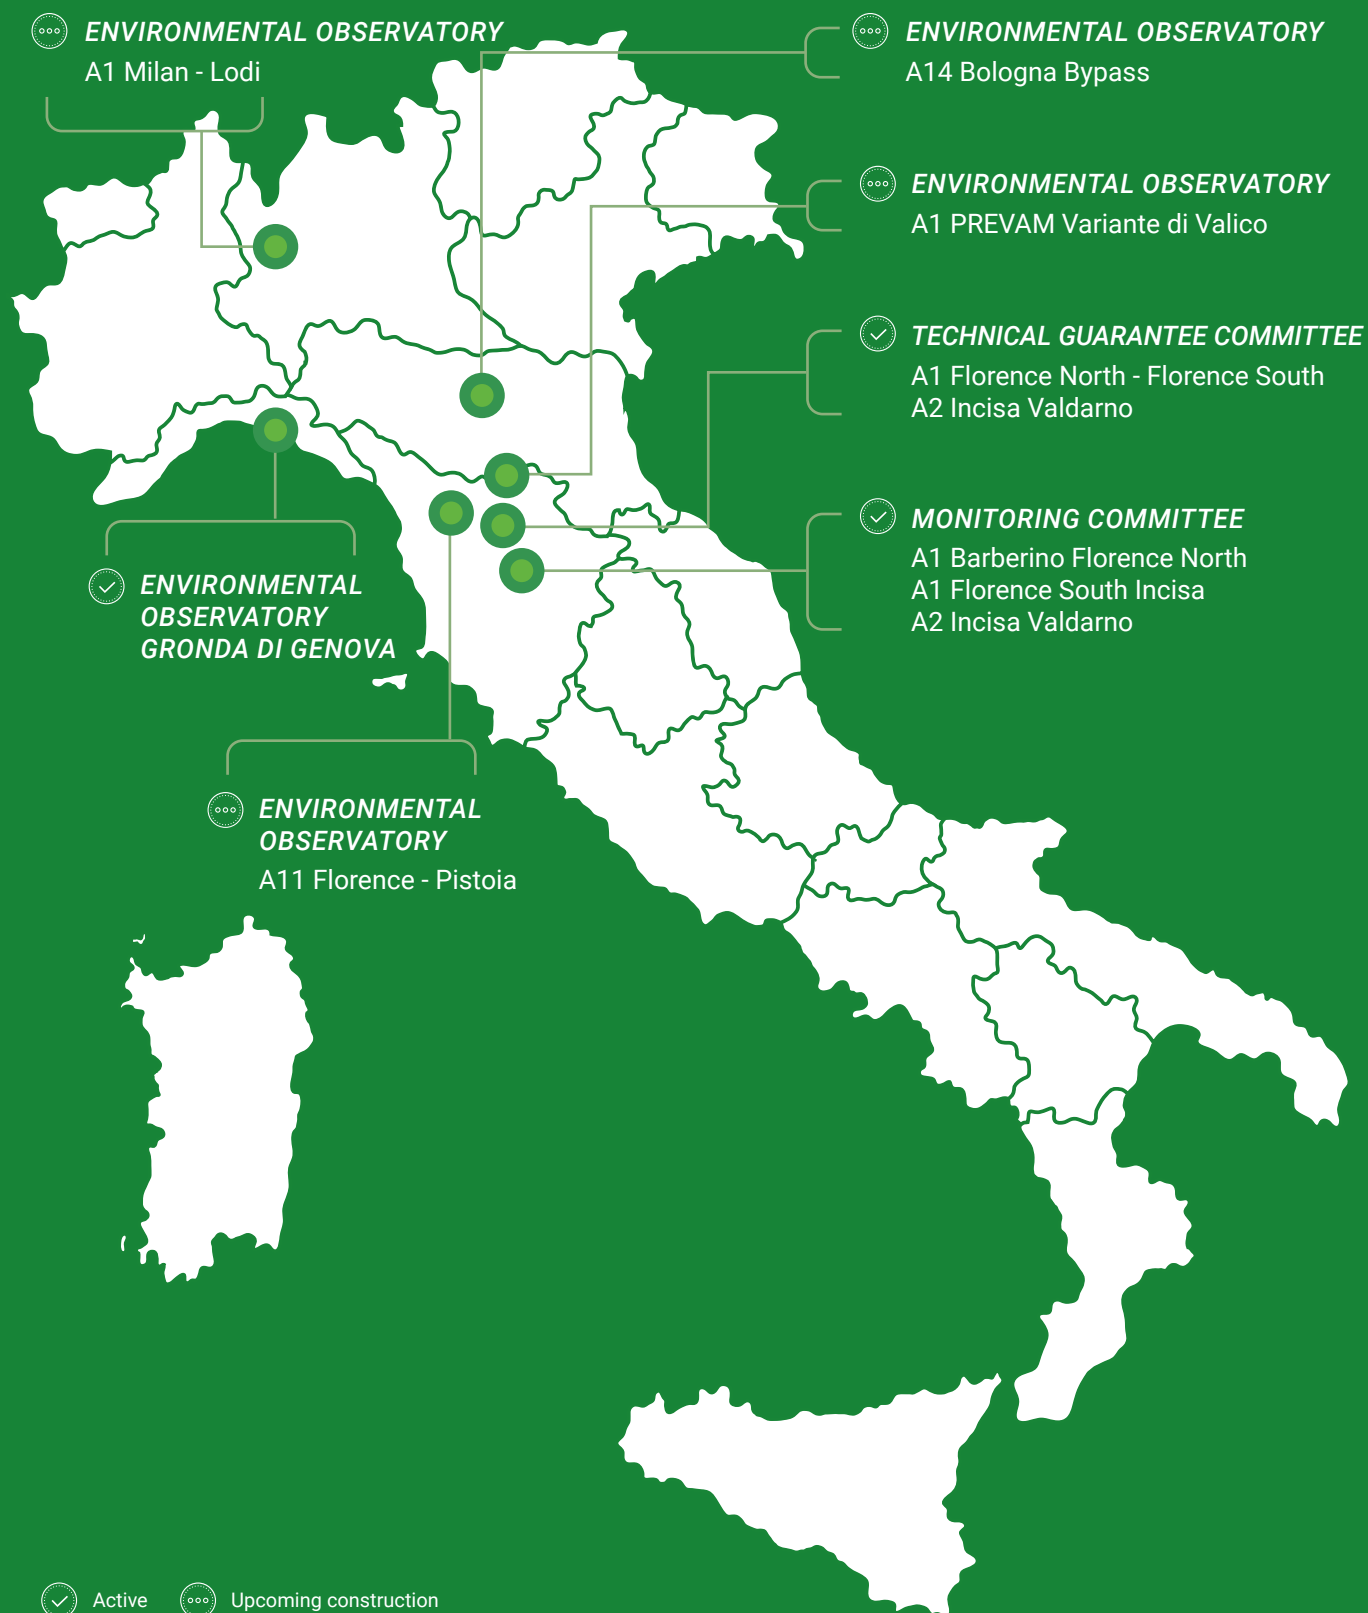 ENVIRONMENTAL OBSERVATORY
A1 Milan - Lodi
ENVIRONMENTAL OBSERVATORY
A14 Bologna Bypass
ENVIRONMENTAL OBSERVATORY
A1 PREVAM Variante di Valico
TECHNICAL GUARANTEE COMMITTEE
A1 Florence North - Florence South
A2 Incisa Valdarno
MONITORING COMMITTEE
A1 Barberino Florence North
A1 Florence South Incisa
A2 Incisa Valdarno
ENVIRONMENTAL
OBSERVATORY
GRONDA DI GENOVA
ENVIRONMENTAL
OBSERVATORY
A11 Florence - Pistoia
Active
Upcoming construction